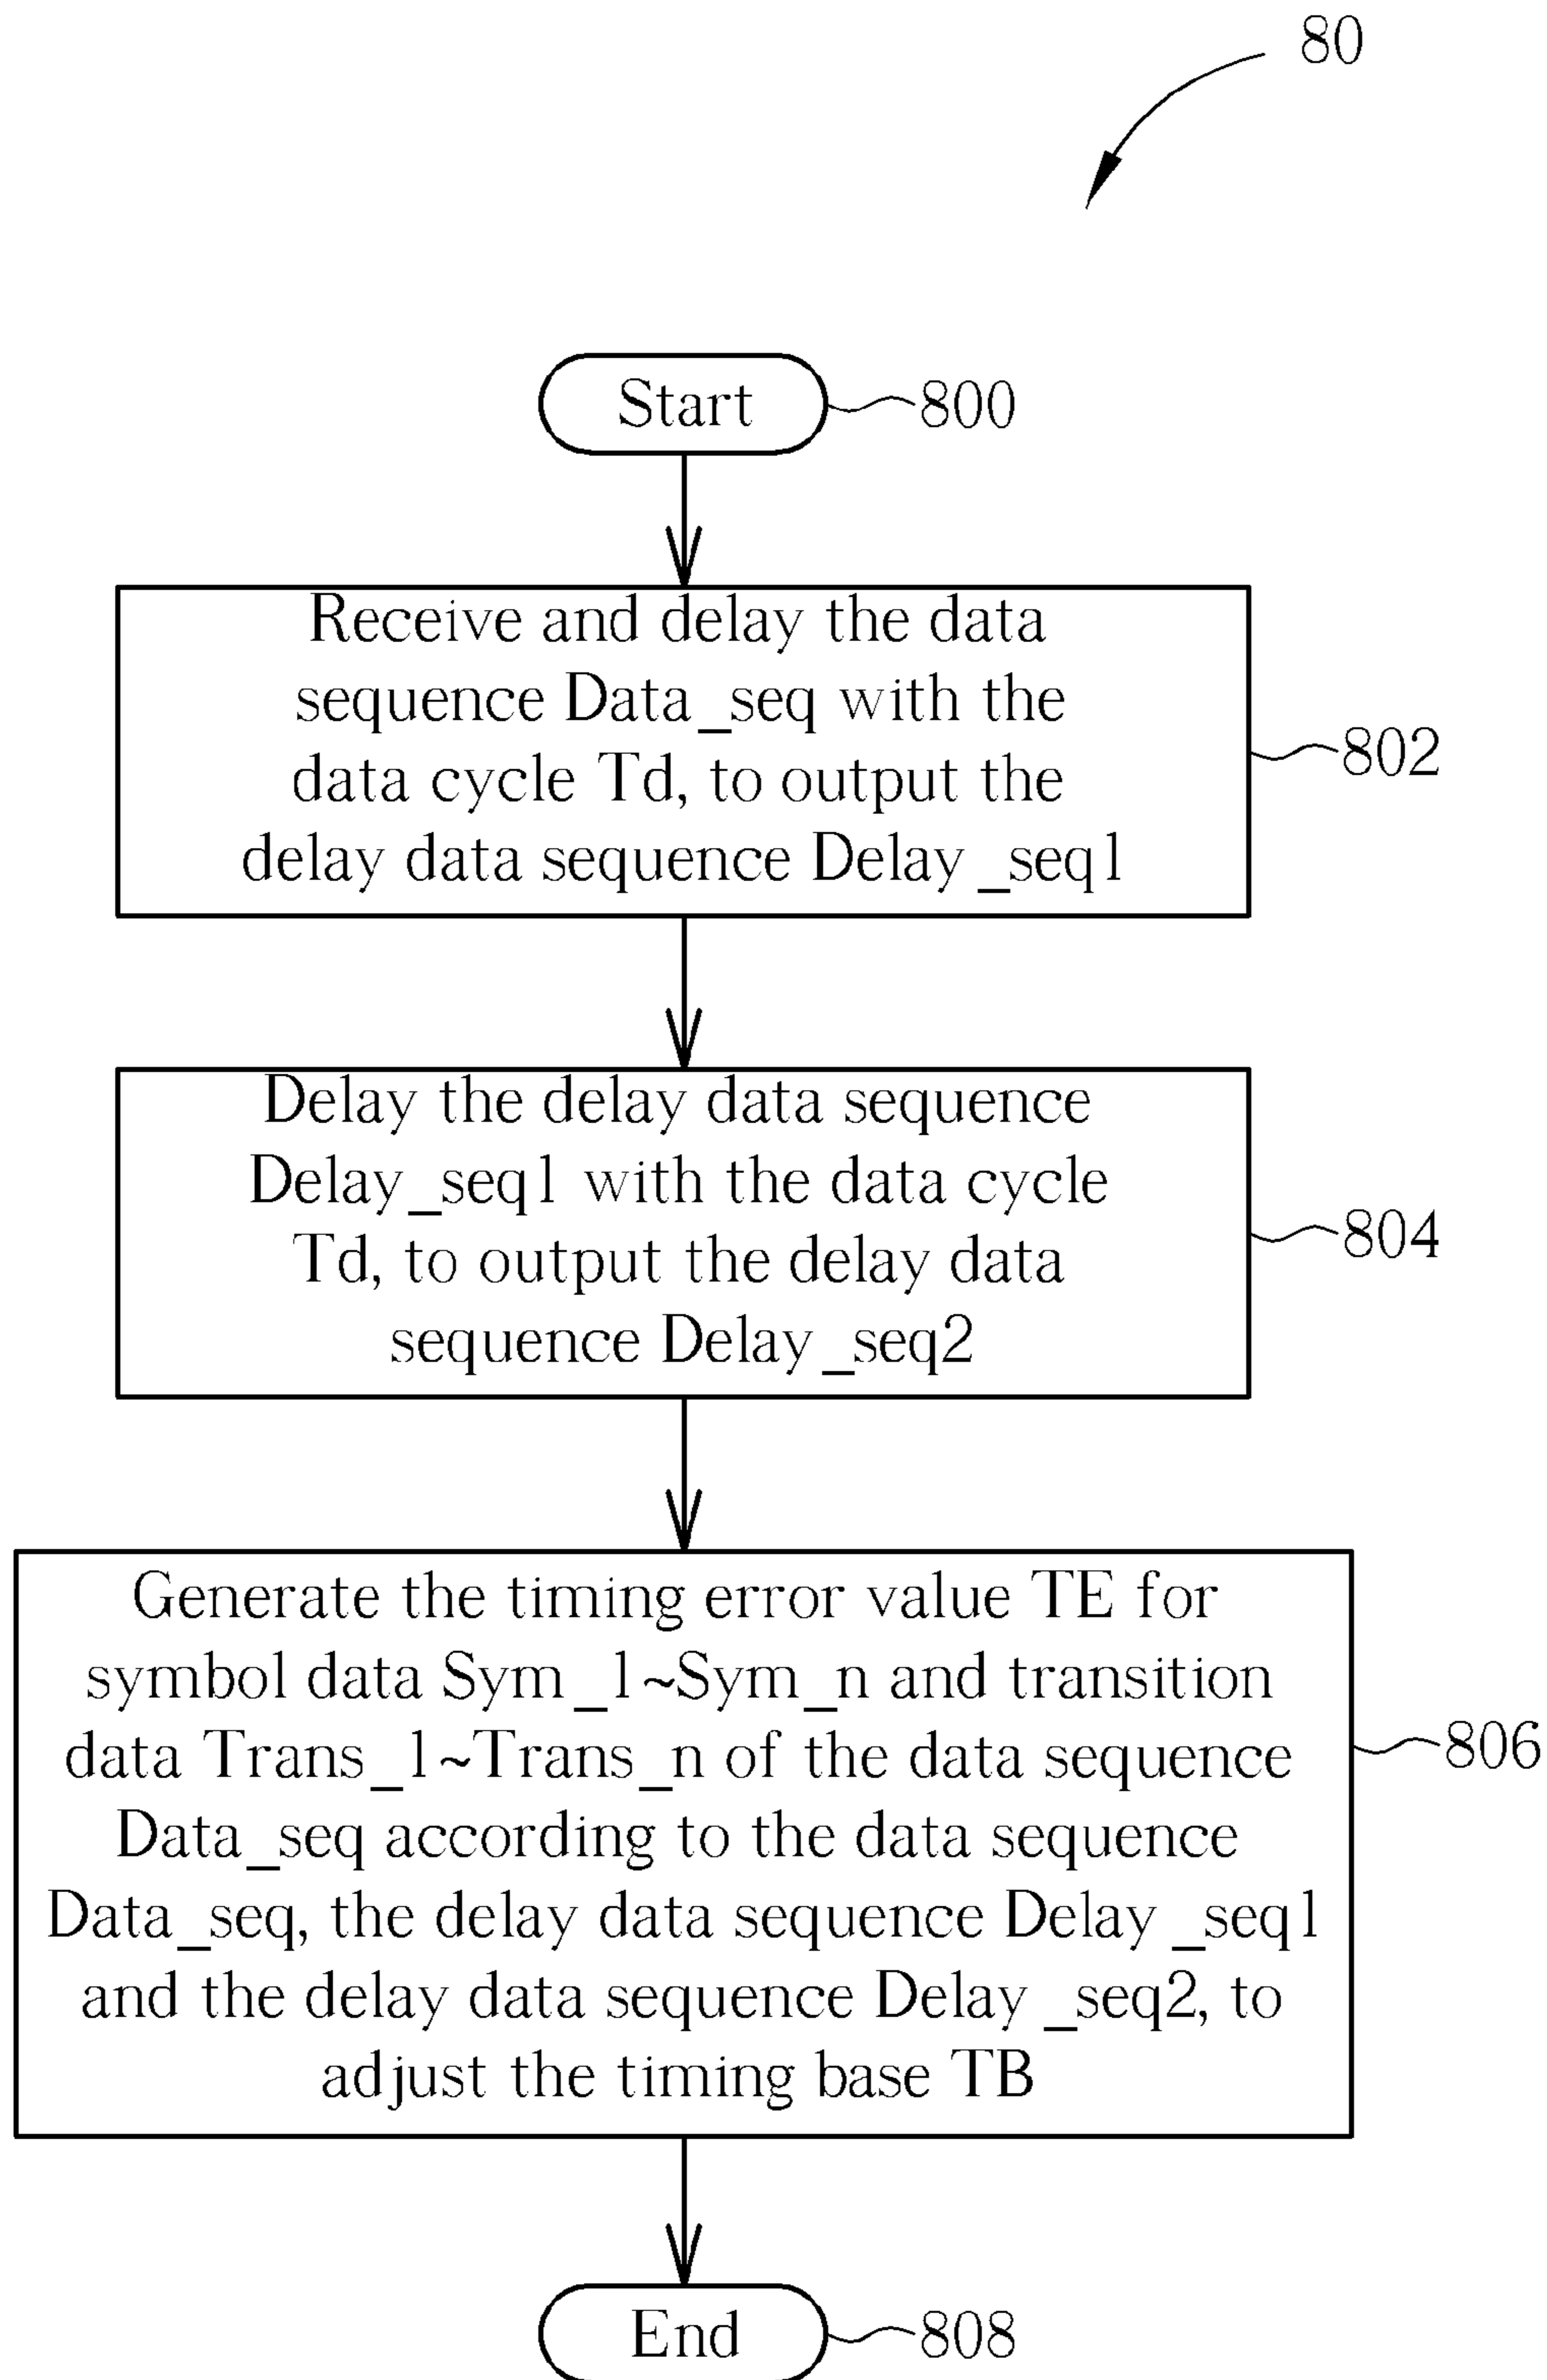 80
Start
800
Receive and delay the data
sequence Data_seq with the
data cycle Td, to output the
delay data sequence Delay_seq1
802
Delay the delay data sequence
Delay_seq1 with the data cycle
Td, to output the delay data
sequence Delay_seq2
804
Generate the timing error value TE for
symbol data Sym_1~Sym_n and transition
data Trans_1~Trans_n of the data sequence
Data_seq according to the data sequence
Data_seq, the delay data sequence Delay_seq1
and the delay data sequence Delay_seq2, to
adjust the timing base TB
806
End
808